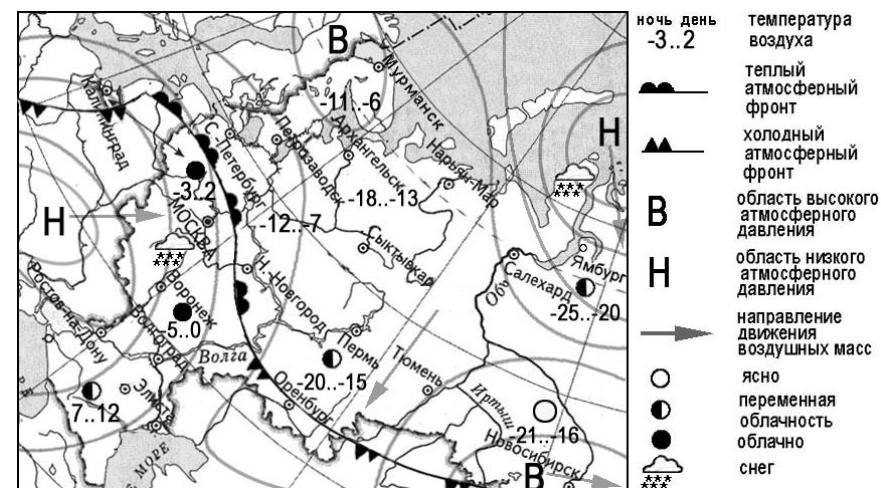 В
Мурманск
-11..-6
Калининград
С.-Петербург
Петрозаводск
Архангельск
Нарьян-Мар
Н
-3..2
-18..-13
Н
МОСКВА
-12..-7
Сыктывкар
Ямбург
Салехард
Обь
-25..-20
Воронеж
Н.-Новгород
-5..0
Ростов-на-Дону
Волгоград
Волга
Пермь
Тюмень
-20..-15
Оренбург
Элиста
7..12
Иртыш
-21..-16
Новосибирск
В
МОРЕ
ночь день
-3..2
температура
воздуха
теплый
атмосферный
фронт
холодный
атмосферный
фронт
В
область высокого
атмосферного
давления
Н
область низкого
атмосферного
давления
направление
движения
воздушных масс
ясно
переменная
облачность
облачно
снег